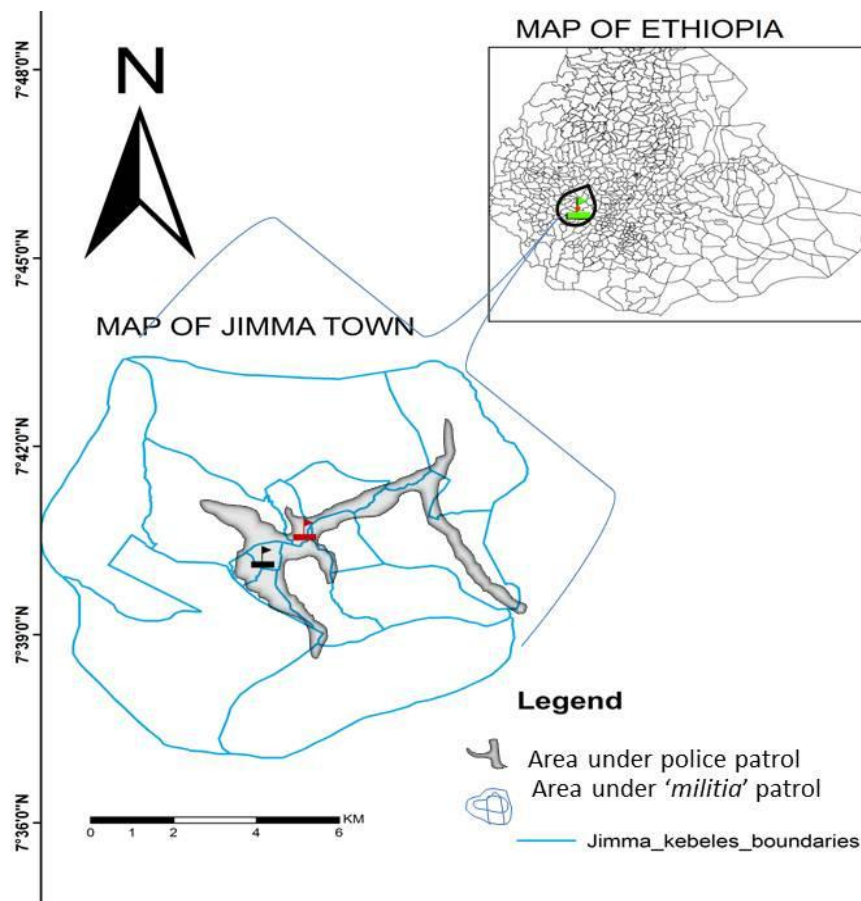 MAP OF ETHIOPIA
N
7°48'0"N
7°45'0"N
MAP OF JIMMA TOWN
7°42'0"N
7°39'0"N
Legend
Area under police patrol
Area under ‘militia’ patrol
Jimma_kebeles_boundaries
7°36'0"N
KM
0 1 2 4 6